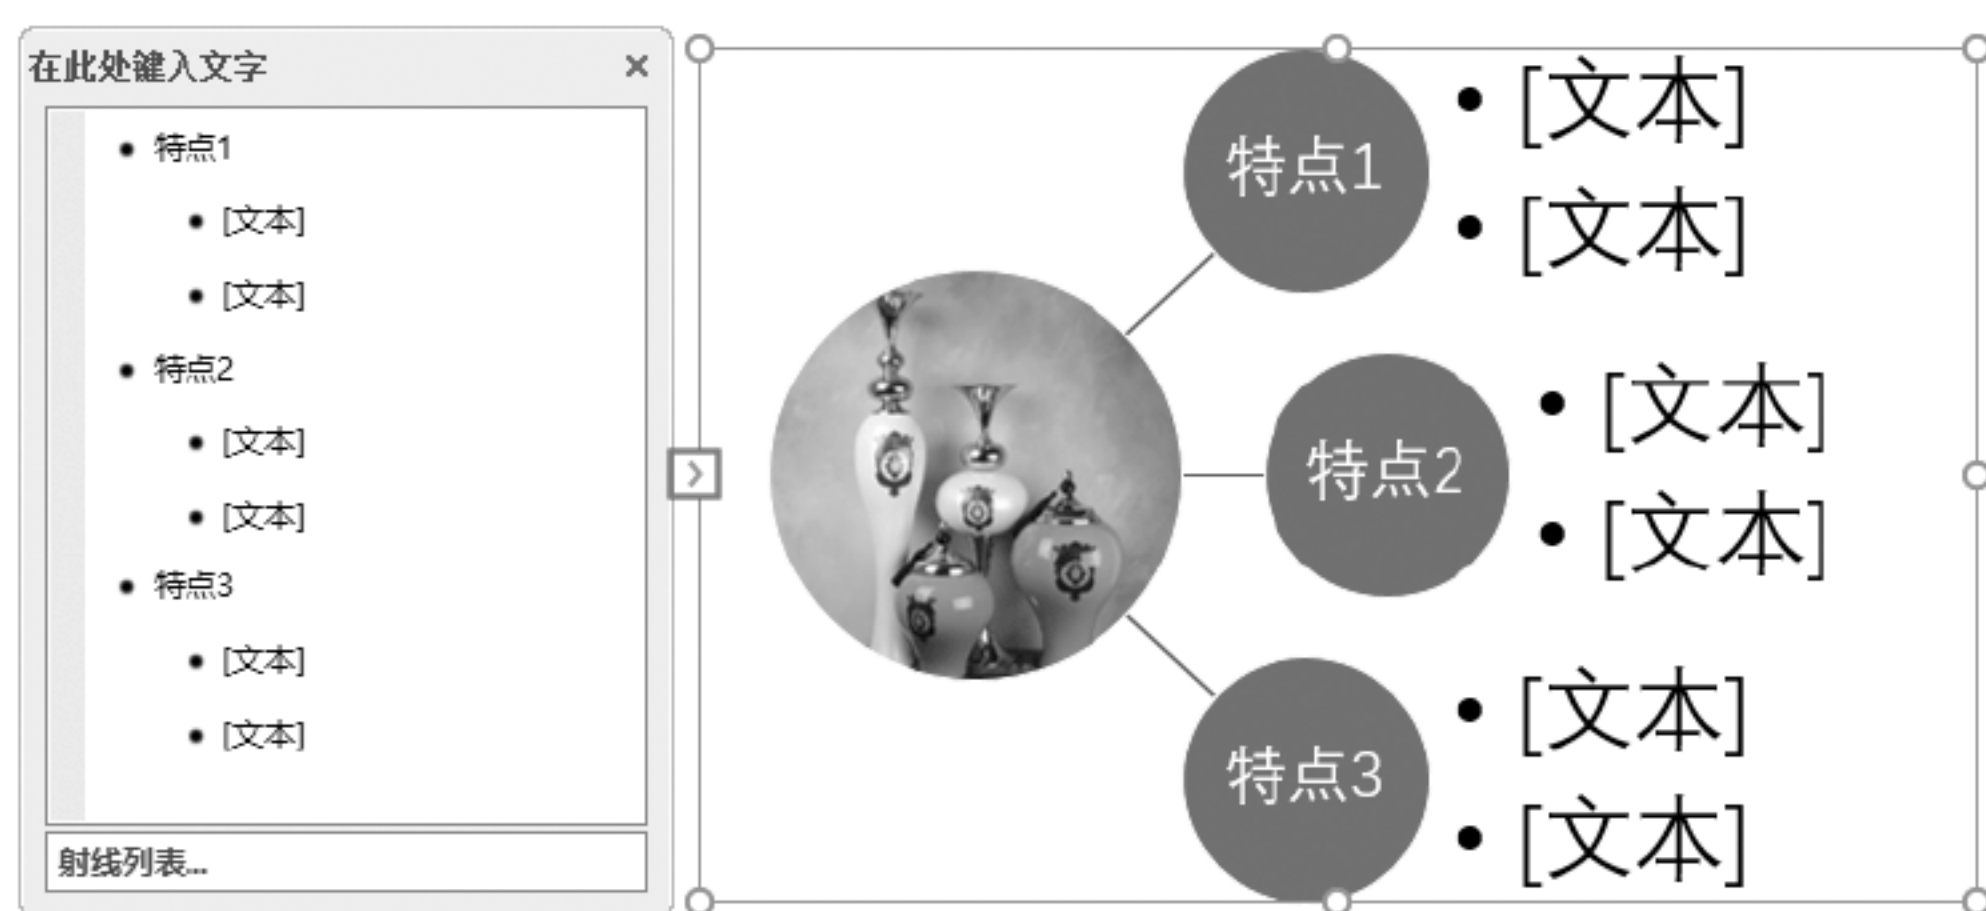 在此处键入文字
• 特点1
• [文本]
• [文本]
• 特点2
• [文本]
• [文本]
• 特点3
• [文本]
• [文本]
射线列表...
特点1
• [文本]
• [文本]
特点2
• [文本]
• [文本]
特点3
• [文本]
• [文本]